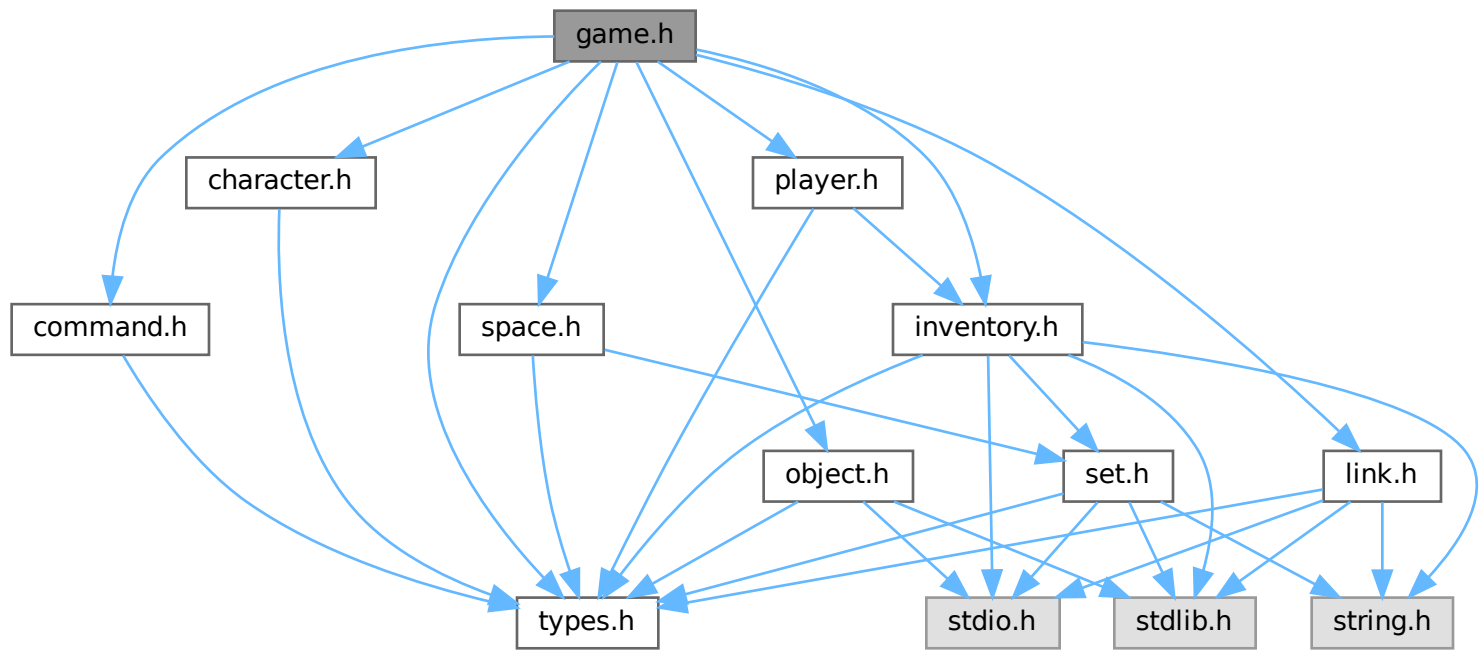 game.h
character.h
player.h
command.h
space.h
inventory.h
object.h
set.h
link.h
types.h
stdio.h
stdlib.h
string.h